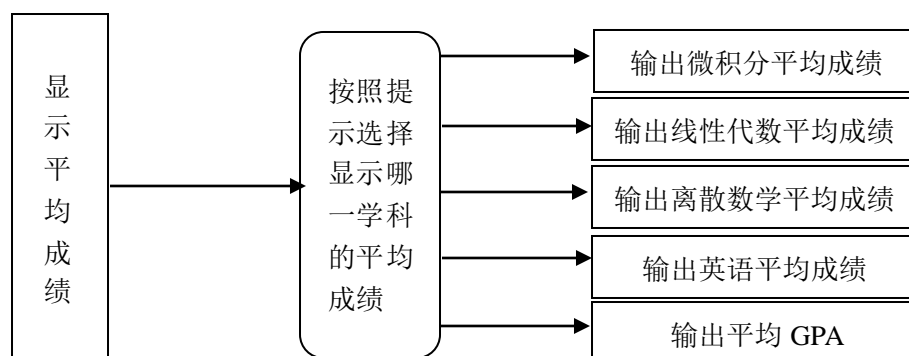 显
示
平
均
成
绩
按照提
示选择
显示哪
一学科
的平均
成绩
输出微积分平均成绩
输出线性代数平均成绩
输出离散数学平均成绩
输出英语平均成绩
输出平均 GPA